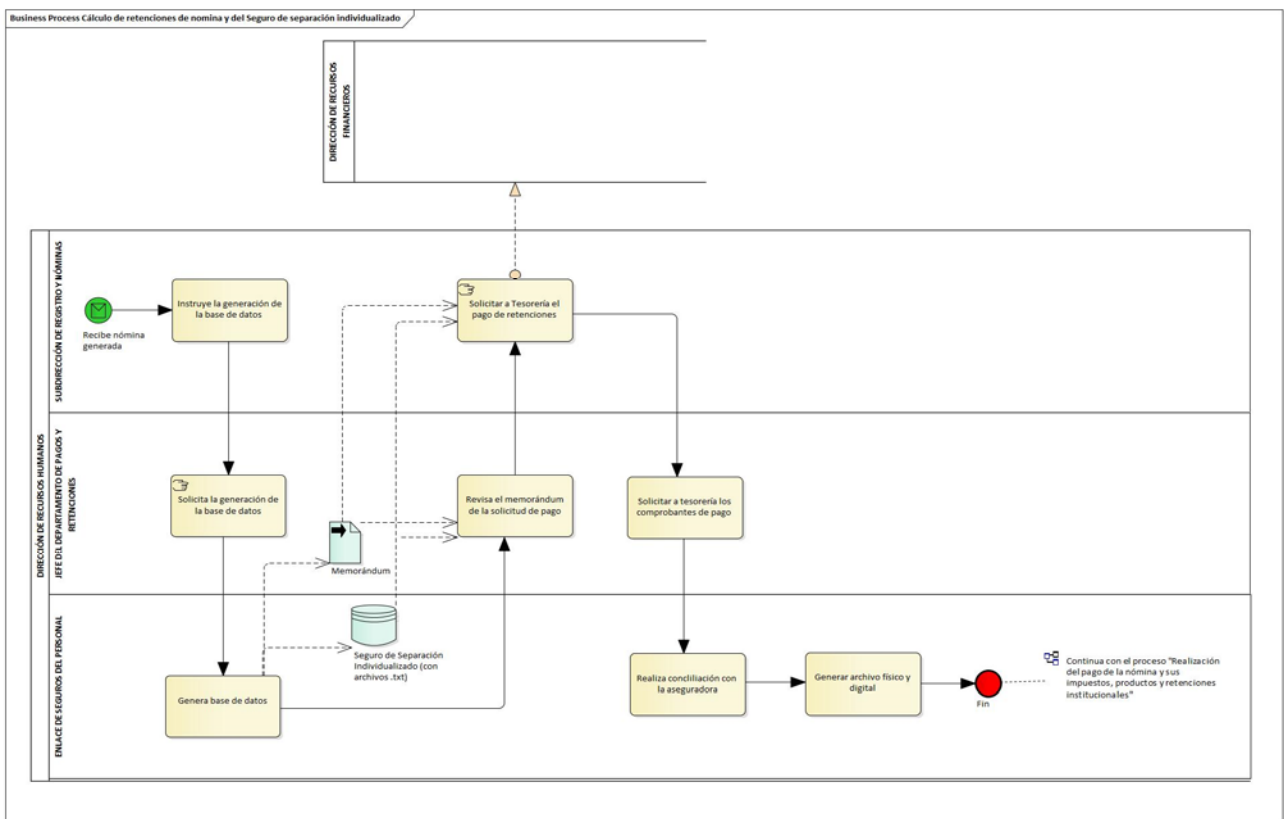 Business Process Cálculo de retenciones de nomina y del Seguro de separación individualizado
DIRECCIÓN DE RECURSOS
FINANCIEROS
DIRECCIÓN DE RECURSOS HUMANOS
SUBDIRECCIÓN DE REGISTRO Y NÓMINAS
Recibe nómina
generada
Instruye la generación de
la base de datos
Solicitar a Tesorería el
pago de retenciones
JEFE DEL DEPARTAMENTO DE PAGOS Y
RETENCIONES
Solicita la generación de
la base de datos
Memorándum
Revisa el memorándum
de la solicitud de pago
Solicitar a tesorería los
comprobantes de pago
ENLACE DE SEGUROS DEL PERSONAL
Genera base de datos
Seguro de Separación
Individualizado (con
archivos .txt)
Realiza concliliación con
la aseguradora
Generar archivo físico y
digital
Fin
Continua con el proceso "Realización
del pago de la nómina y sus
impuestos, productos y retenciones
institucionales"